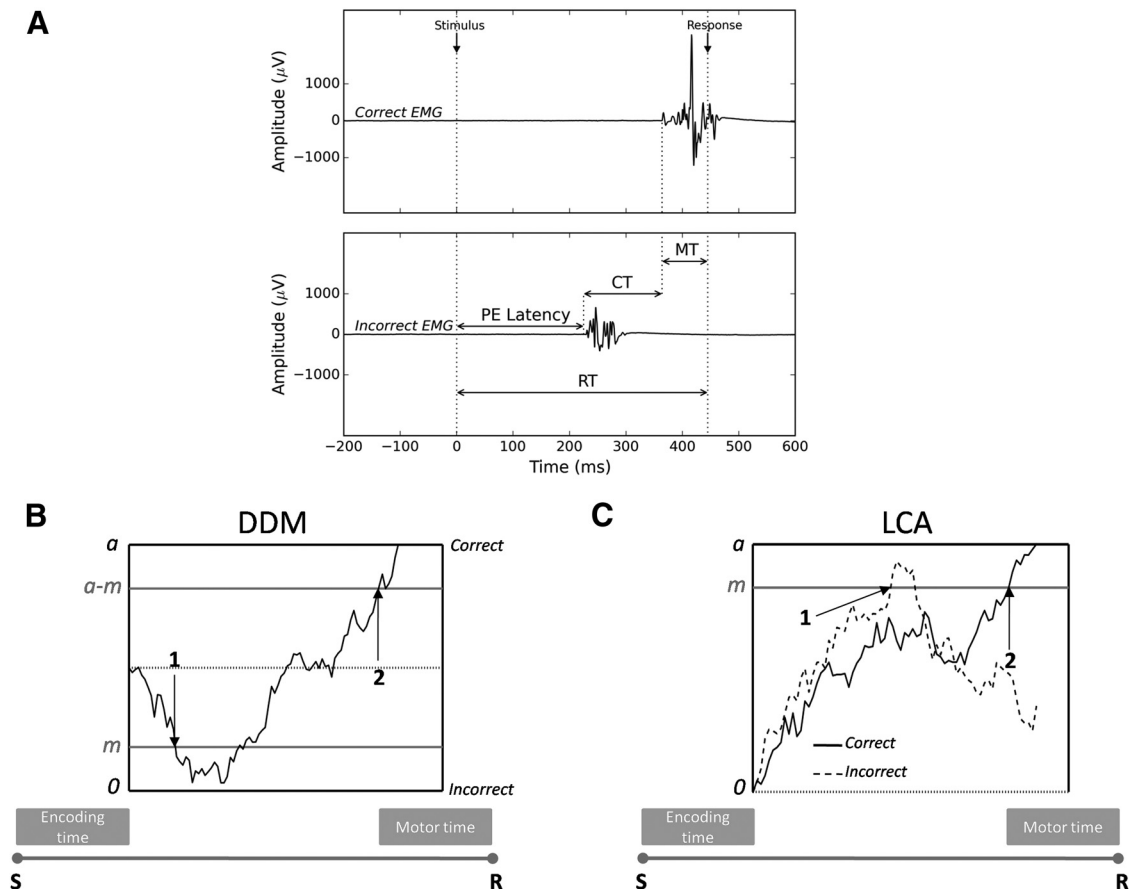 A
Stimulus
Response
Amplitude (μV)
1000
0
−1000
Correct EMG
Amplitude (μV)
1000
0
−1000
Incorrect EMG
MT
CT
PE Latency
RT
−200 −100 0 100 200 300 400 500 600
Time (ms)
B
DDM
a
Correct
a-m
1
2
m
0
Incorrect
Encoding
time
Motor time
S
R
C
LCA
a
m
1
2
Correct
Incorrect
0
Encoding
time
Motor time
S
R